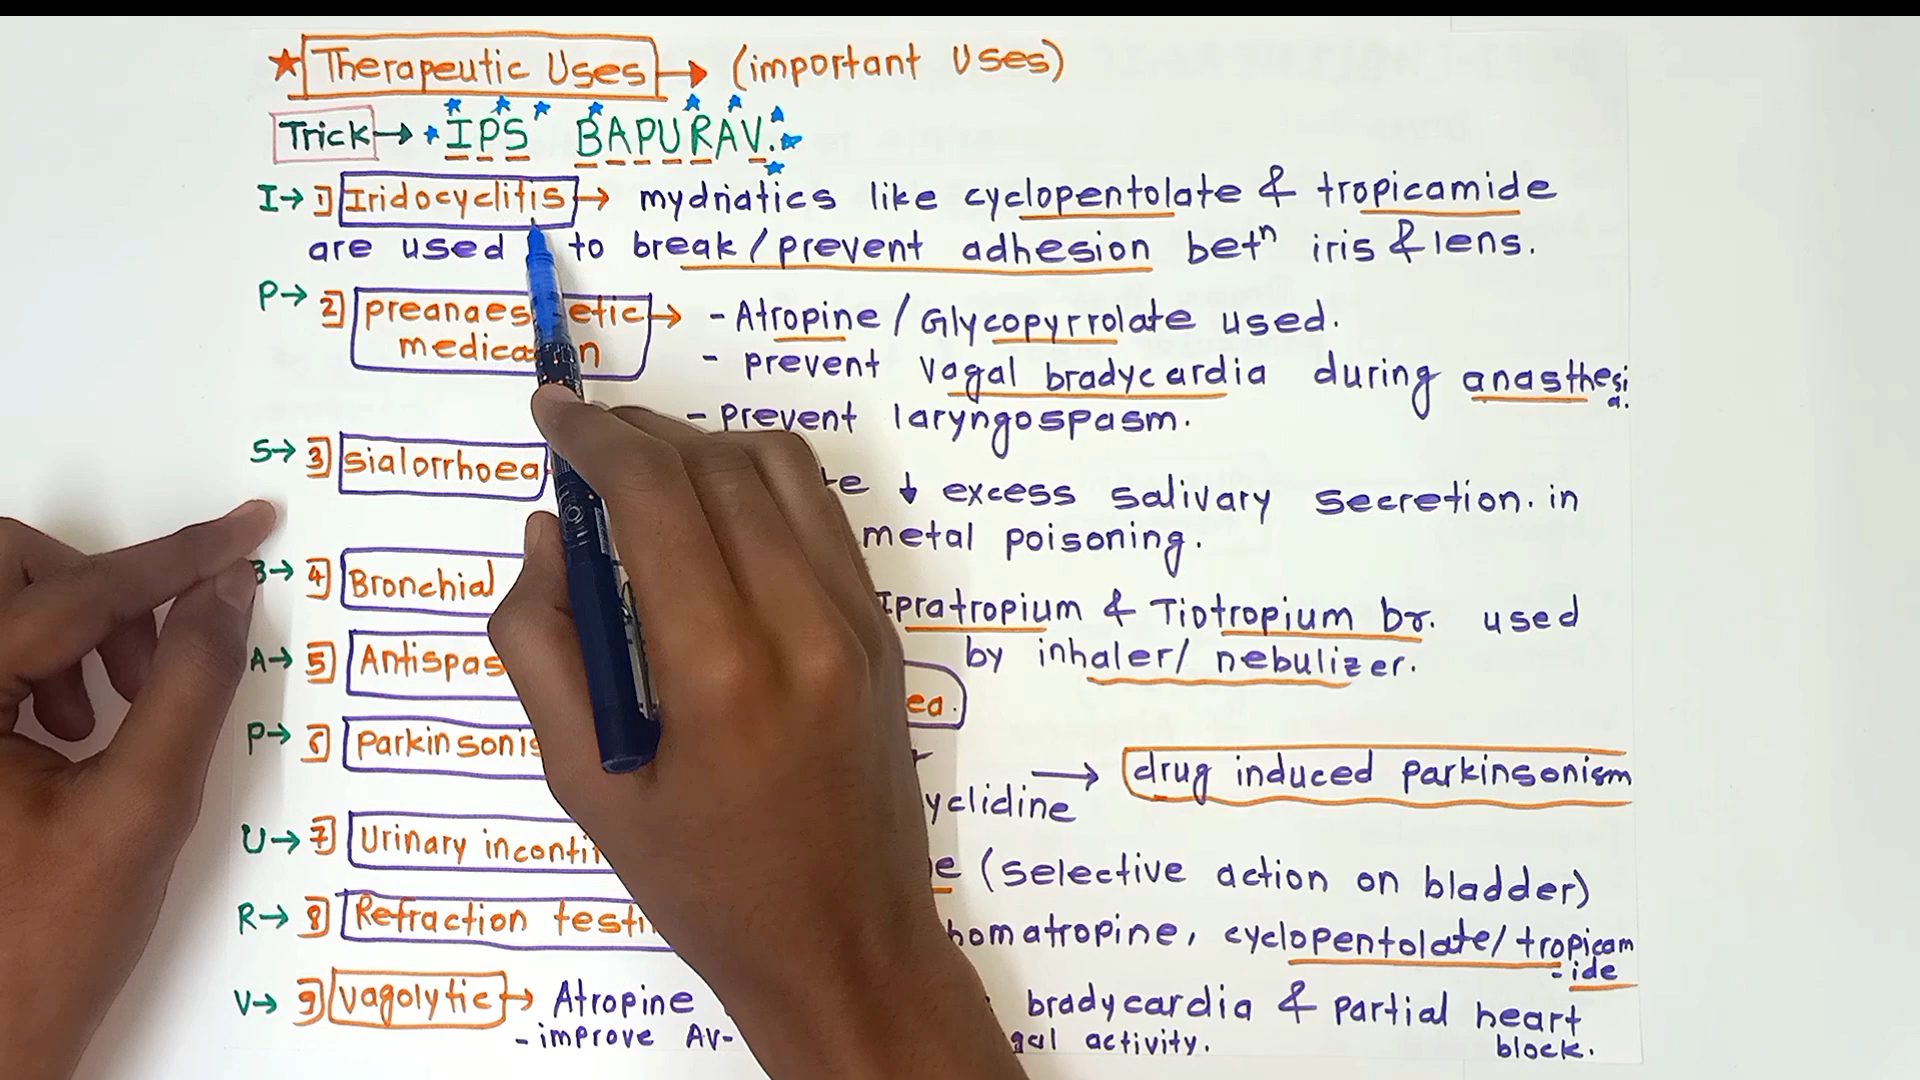 ★ Therapeutic Uses → (important Uses)
Trick → IPS BAPURAV.
I→ 1] Iridocyclitis → mydriatics like cyclopentolate & tropicamide
are used to break/prevent adhesion betⁿ iris & lens.
P→ 2] preanaes etic → - Atropine / Glycopyrrolate used.
medica n - prevent vagal bradycardia during anasthesia.
- prevent laryngospasm.
S→ 3] sialorrhoea
te ↓ excess salivary secretion. in
metal poisoning.
B→ 4] Bronchial Ipratropium & Tiotropium br. used
by inhaler/ nebulizer.
A→ 5] Antispas ea.
P→ 6] parkinsonis
yclidine → drug induced parkinsonism
U→ 7] Urinary inconti e (selective action on bladder)
R→ 8] Refraction testi homatropine, cyclopentolate/tropicam
-ide
V→ 9] vagolytic → Atropine bradycardia & partial heart
block.
- improve AV- gal activity.